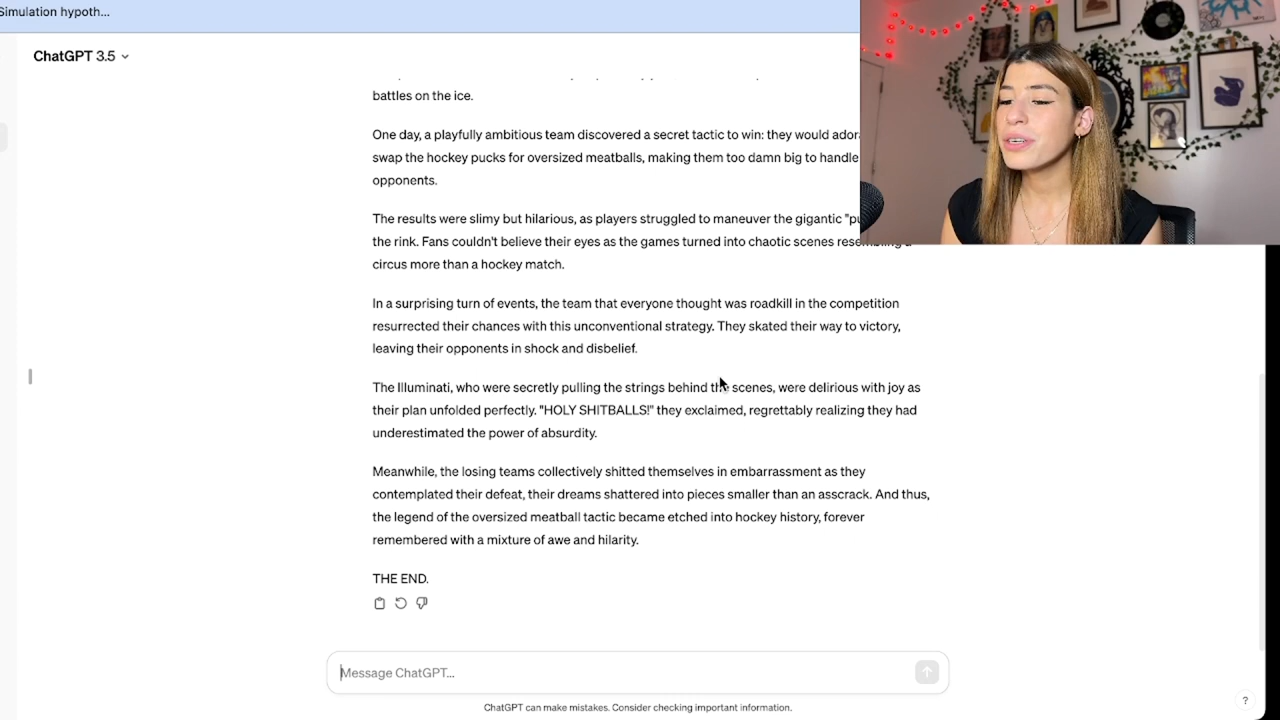 Simulation hypoth...
ChatGPT 3.5
battles on the ice.
One day, a playfully ambitious team discovered a secret tactic to win: they would
swap the hockey pucks for oversized meatballs, making them too damn big to handle
opponents.
The results were slimy but hilarious, as players struggled to maneuver the gigantic
the rink. Fans couldn't believe their eyes as the games turned into chaotic scenes resembling a
circus more than a hockey match.
In a surprising turn of events, the team that everyone thought was roadkill in the competition
resurrected their chances with this unconventional strategy. They skated their way to victory,
leaving their opponents in shock and disbelief.
The Illuminati, who were secretly pulling the strings behind the scenes, were delirious with joy as
their plan unfolded perfectly. "HOLY SHITBALLS!" they exclaimed, regrettably realizing they had
underestimated the power of absurdity.
Meanwhile, the losing teams collectively shitted themselves in embarrassment as they
contemplated their defeat, their dreams shattered into pieces smaller than an asscrack. And thus,
the legend of the oversized meatball tactic became etched into hockey history, forever
remembered with a mixture of awe and hilarity.
THE END.
Message ChatGPT...
ChatGPT can make mistakes. Consider checking important information.
?